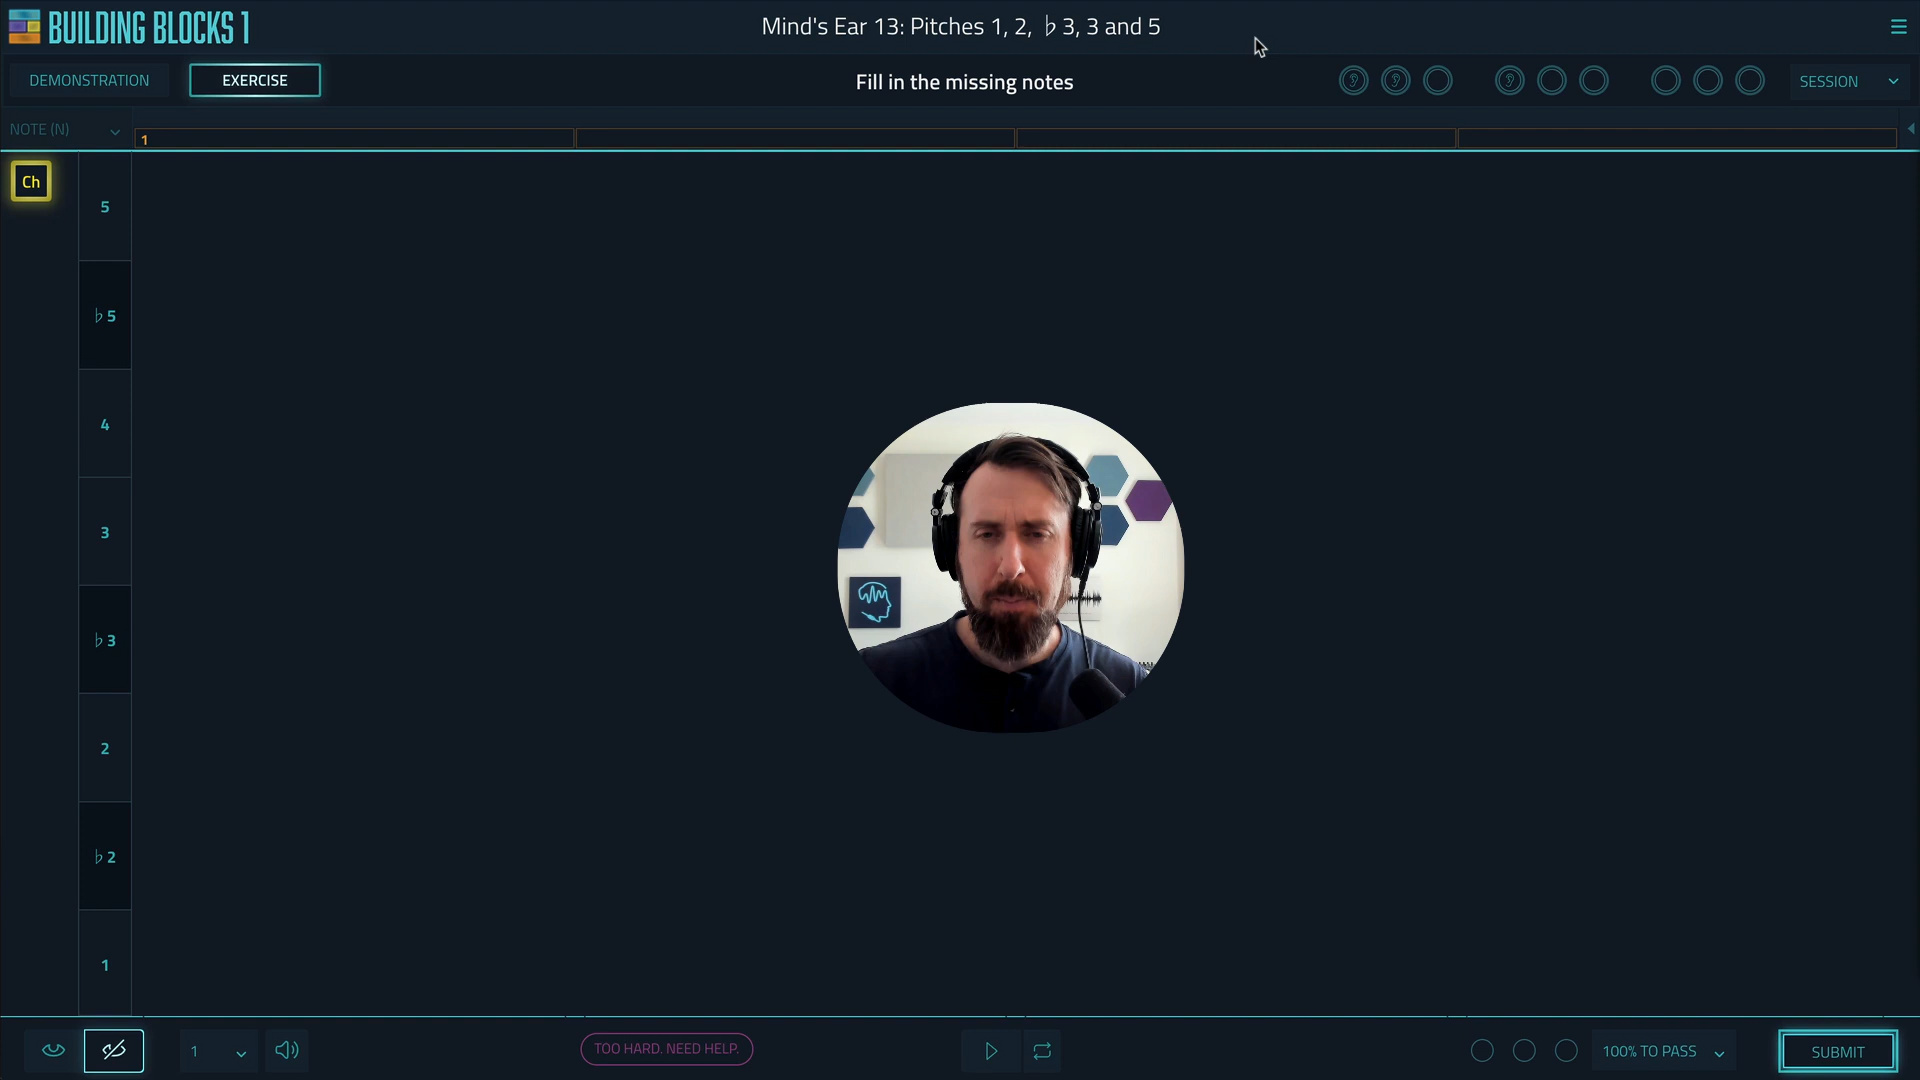 BUILDING BLOCKS 1
Mind's Ear 13: Pitches 1, 2, ♭3, 3 and 5
DEMONSTRATION
EXERCISE
Fill in the missing notes
SESSION
NOTE (N)
1
Ch
5
♭5
4
3
♭3
2
♭2
1
1
TOO HARD. NEED HELP.
100% TO PASS
SUBMIT